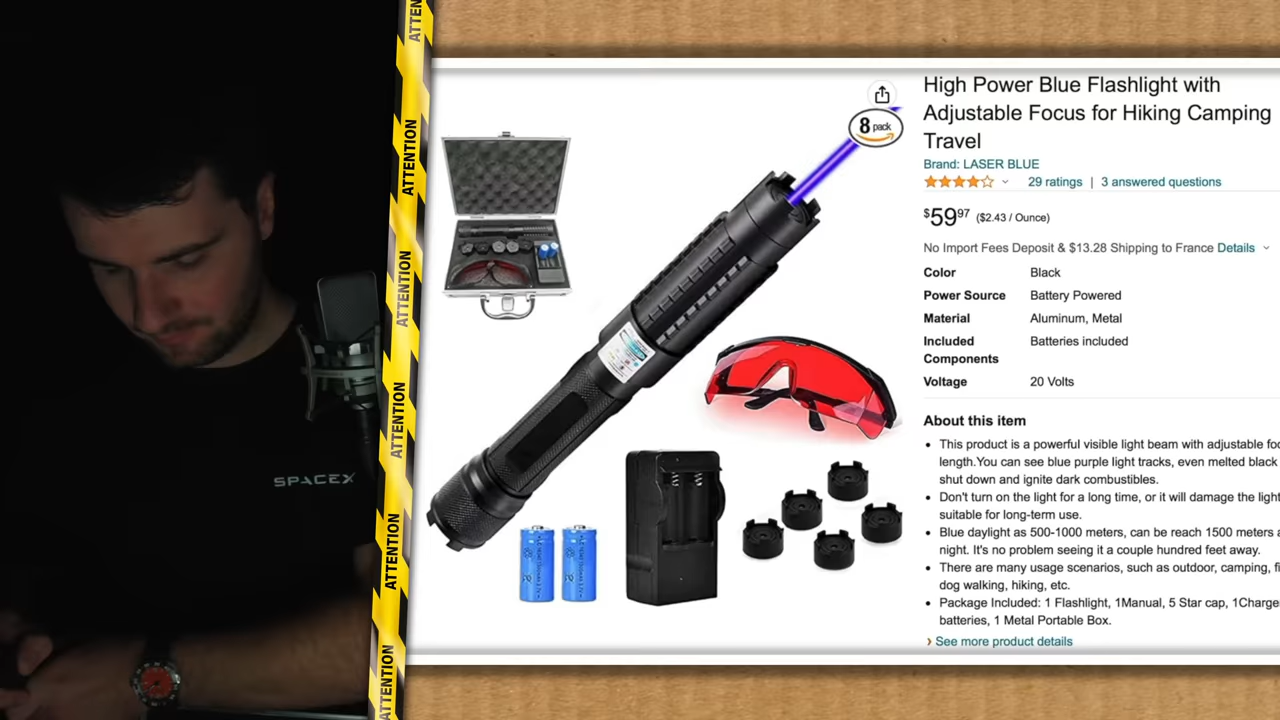 ATTENTION
ATTENTION
ATTENTION
ATTENTION
ATTENTION
ATTENTION
SPACEX
8 pack
High Power Blue Flashlight with
Adjustable Focus for Hiking Camping
Travel
Brand: LASER BLUE
29 ratings | 3 answered questions
$59.97 ($2.43 / Ounce)
No Import Fees Deposit & $13.28 Shipping to France Details
Color Black
Power Source Battery Powered
Material Aluminum, Metal
Included Batteries included
Components
Voltage 20 Volts
About this item
• This product is a powerful visible light beam with adjustable foc
length.You can see blue purple light tracks, even melted black
shut down and ignite dark combustibles.
• Don't turn on the light for a long time, or it will damage the light
suitable for long-term use.
• Blue daylight as 500-1000 meters, can be reach 1500 meters a
night. It's no problem seeing it a couple hundred feet away.
• There are many usage scenarios, such as outdoor, camping, fi
dog walking, hiking, etc.
• Package Included: 1 Flashlight, 1Manual, 5 Star cap, 1Charge
batteries, 1 Metal Portable Box.
› See more product details